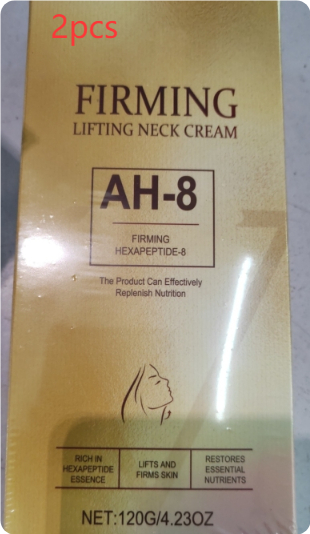 2pcs
FIRMING
LIFTING NECK CREAM
AH-8
FIRMING
HEXAPEPTIDE-8
The Product Can Effectively
Replenish Nutrition
RICH IN
HEXAPEPTIDE
ESSENCE
LIFTS AND
FIRMS SKIN
RESTORES
ESSENTIAL
NUTRIENTS
NET:120G/4.23OZ